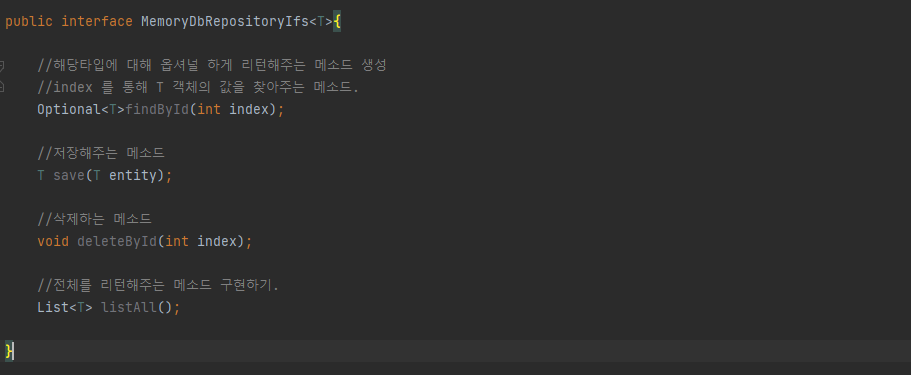 public interface MemoryDbRepositoryIfs<T>{
//해당타입에 대해 옵셔널 하게 리턴해주는 메소드 생성
//index 를 통해 T 객체의 값을 찾아주는 메소드.
Optional<T>findById(int index);
//저장해주는 메소드
T save(T entity);
//삭제하는 메소드
void deleteById(int index);
//전체를 리턴해주는 메소드 구현하기.
List<T> listAll();
}